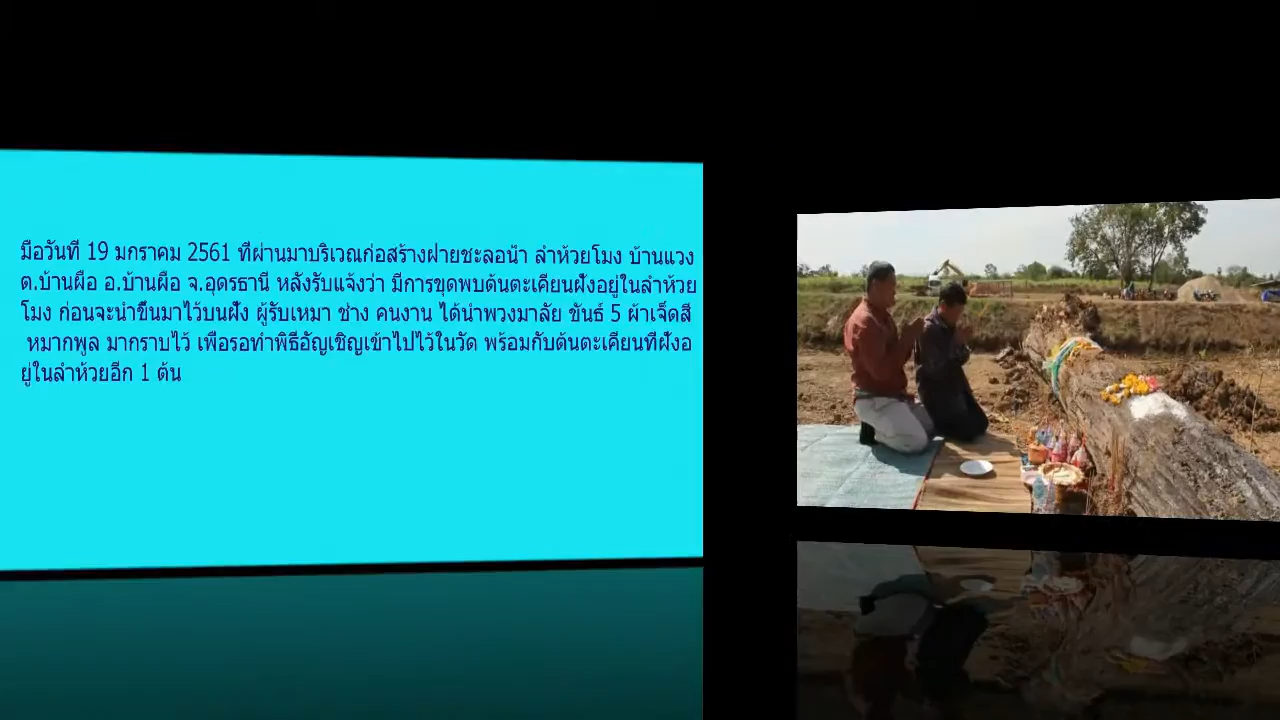 มื่อวันที่ 19 มกราคม 2561 ที่ผ่านมาบริเวณก่อสร้างฝายชะลอน้ำ ลำห้วยโมง บ้านแวง
ต.บ้านผือ อ.บ้านผือ จ.อุดรธานี หลังรับแจ้งว่า มีการขุดพบต้นตะเคียนฝังอยู่ในลำห้วย
โมง ก่อนจะนำขึ้นมาไว้บนฝั่ง ผู้รับเหมา ช่าง คนงาน ได้นำพวงมาลัย ขันธ์ 5 ผ้าเจ็ดสี
หมากพูล มากราบไว้ เพื่อรอทำพิธีอัญเชิญเข้าไปไว้ในวัด พร้อมกับต้นตะเคียนที่ฝังอ
ยู่ในลำห้วยอีก 1 ต้น